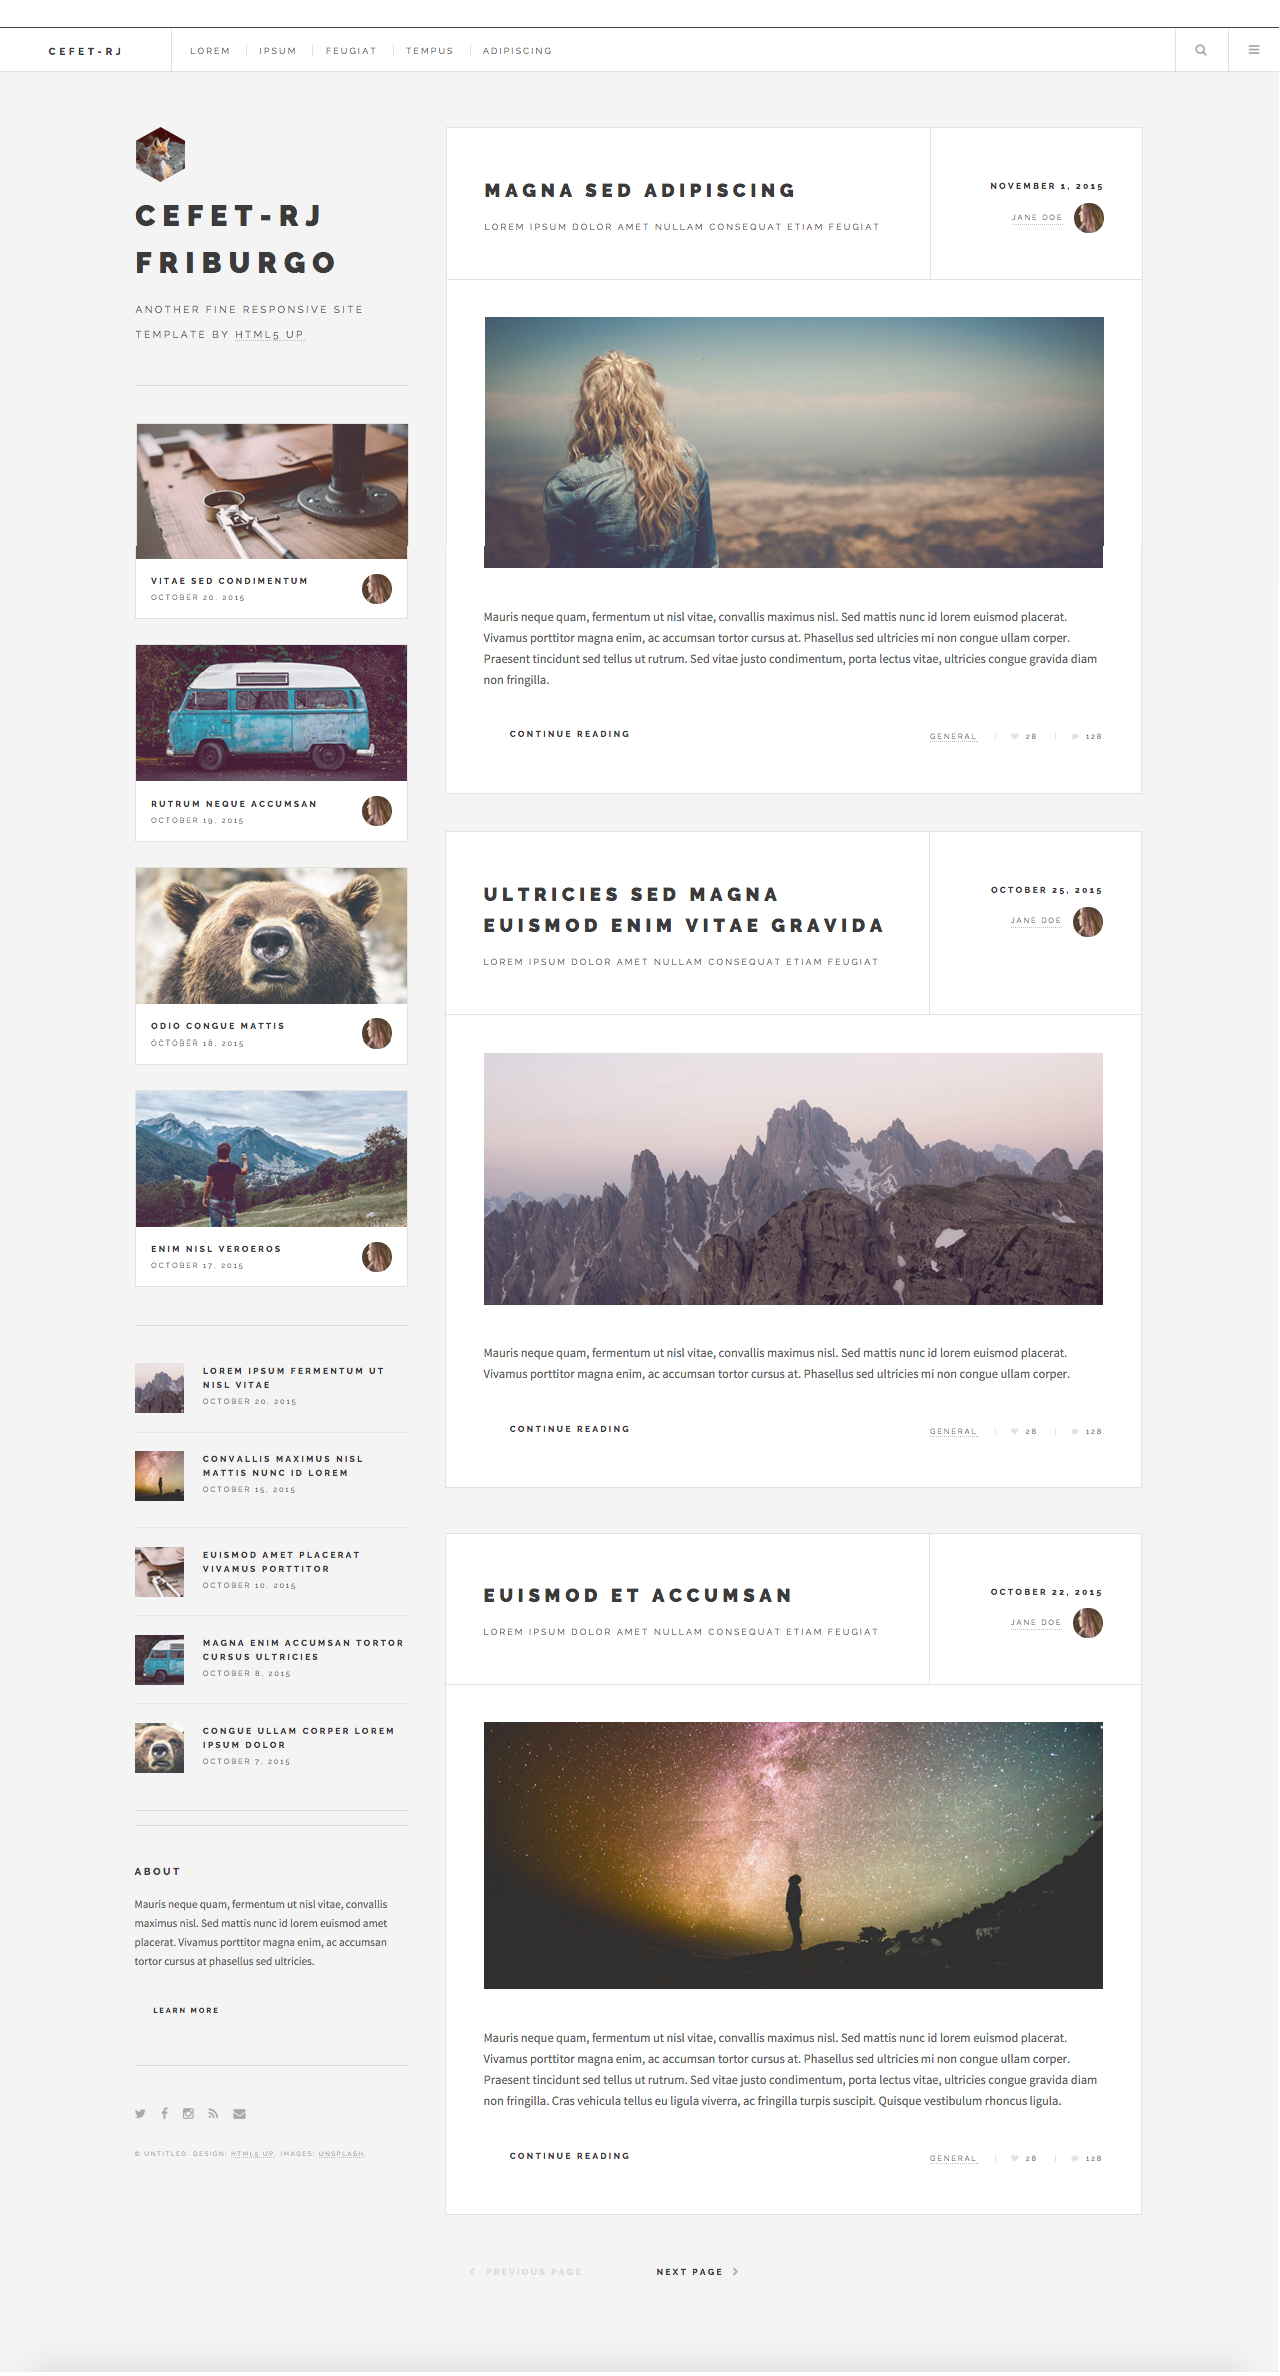 CEFET-RJ
LOREM
IPSUM
FEUGIAT
TEMPUS
ADIPISCING
CEFET-RJ
FRIBURGO
ANOTHER FINE RESPONSIVE SITE
TEMPLATE BY HTML5 UP
VITAE SED CONDIMENTUM
OCTOBER 20, 2015
RUTRUM NEQUE ACCUMSAN
OCTOBER 19, 2015
ODIO CONGUE MATTIS
OCTOBER 18, 2015
ENIM NISL VEROEROS
OCTOBER 17, 2015
LOREM IPSUM FERMENTUM UT
NISL VITAE
OCTOBER 20, 2015
CONVALLIS MAXIMUS NISL
MATTIS NUNC ID LOREM
OCTOBER 15, 2015
EUISMOD AMET PLACERAT
VIVAMUS PORTTITOR
OCTOBER 10, 2015
MAGNA ENIM ACCUMSAN TORTOR
CURSUS ULTRICIES
OCTOBER 8, 2015
CONGUE ULLAM CORPER LOREM
IPSUM DOLOR
OCTOBER 7, 2015
ABOUT
Mauris neque quam, fermentum ut nisl vitae, convallis
maximus nisl. Sed mattis nunc id lorem euismod amet
placerat. Vivamus porttitor magna enim, ac accumsan
tortor cursus at phasellus sed ultricies.
LEARN MORE
© UNTITLED. DESIGN: HTML5 UP. IMAGES: UNSPLASH.
MAGNA SED ADIPISCING
LOREM IPSUM DOLOR AMET NULLAM CONSEQUAT ETIAM FEUGIAT
NOVEMBER 1, 2015
JANE DOE
Mauris neque quam, fermentum ut nisl vitae, convallis maximus nisl. Sed mattis nunc id lorem euismod placerat.
Vivamus porttitor magna enim, ac accumsan tortor cursus at. Phasellus sed ultricies mi non congue ullam corper.
Praesent tincidunt sed tellus ut rutrum. Sed vitae justo condimentum, porta lectus vitae, ultricies congue gravida diam
non fringilla.
CONTINUE READING
GENERAL
28
128
ULTRICIES SED MAGNA
EUISMOD ENIM VITAE GRAVIDA
LOREM IPSUM DOLOR AMET NULLAM CONSEQUAT ETIAM FEUGIAT
OCTOBER 25, 2015
JANE DOE
Mauris neque quam, fermentum ut nisl vitae, convallis maximus nisl. Sed mattis nunc id lorem euismod placerat.
Vivamus porttitor magna enim, ac accumsan tortor cursus at. Phasellus sed ultricies mi non congue ullam corper.
CONTINUE READING
GENERAL
28
128
EUISMOD ET ACCUMSAN
LOREM IPSUM DOLOR AMET NULLAM CONSEQUAT ETIAM FEUGIAT
OCTOBER 22, 2015
JANE DOE
Mauris neque quam, fermentum ut nisl vitae, convallis maximus nisl. Sed mattis nunc id lorem euismod placerat.
Vivamus porttitor magna enim, ac accumsan tortor cursus at. Phasellus sed ultricies mi non congue ullam corper.
Praesent tincidunt sed tellus ut rutrum. Sed vitae justo condimentum, porta lectus vitae, ultricies congue gravida diam
non fringilla. Cras vehicula tellus eu ligula viverra, ac fringilla turpis suscipit. Quisque vestibulum rhoncus ligula.
CONTINUE READING
GENERAL
28
128
PREVIOUS PAGE
NEXT PAGE